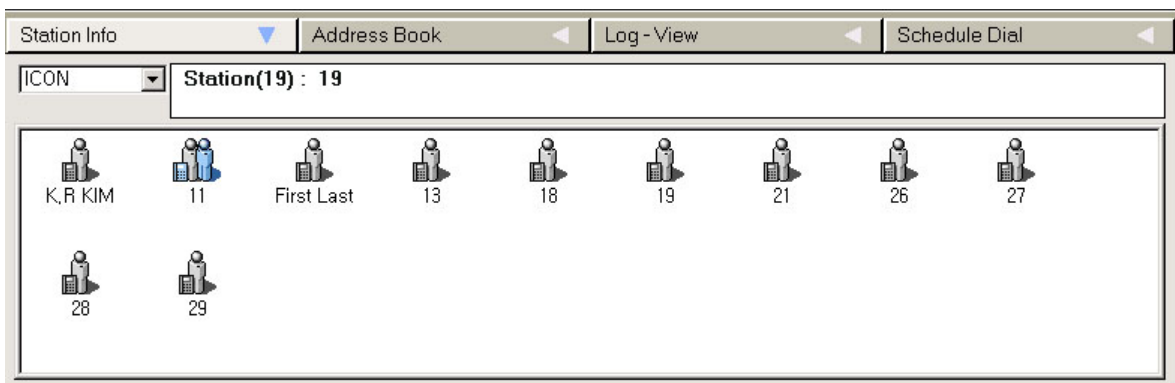 Station Info Address Book Log - View Schedule Dial
ICON Station(19) : 19
K,R KIM 11 First Last 13 18 19 21 26 27
28 29